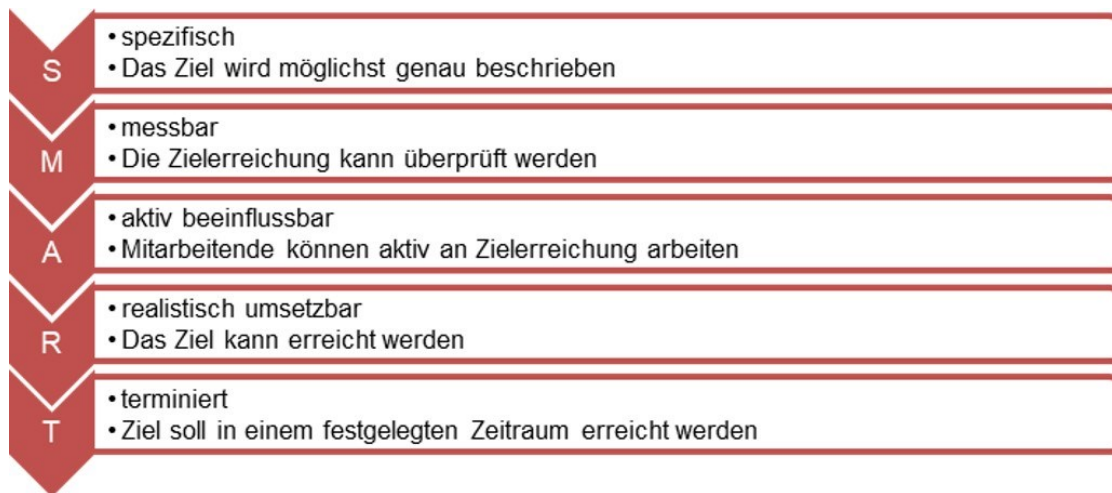 S
• spezifisch
• Das Ziel wird möglichst genau beschrieben
M
• messbar
• Die Zielerreichung kann überprüft werden
A
• aktiv beeinflussbar
• Mitarbeitende können aktiv an Zielerreichung arbeiten
R
• realistisch umsetzbar
• Das Ziel kann erreicht werden
T
• terminiert
• Ziel soll in einem festgelegten Zeitraum erreicht werden